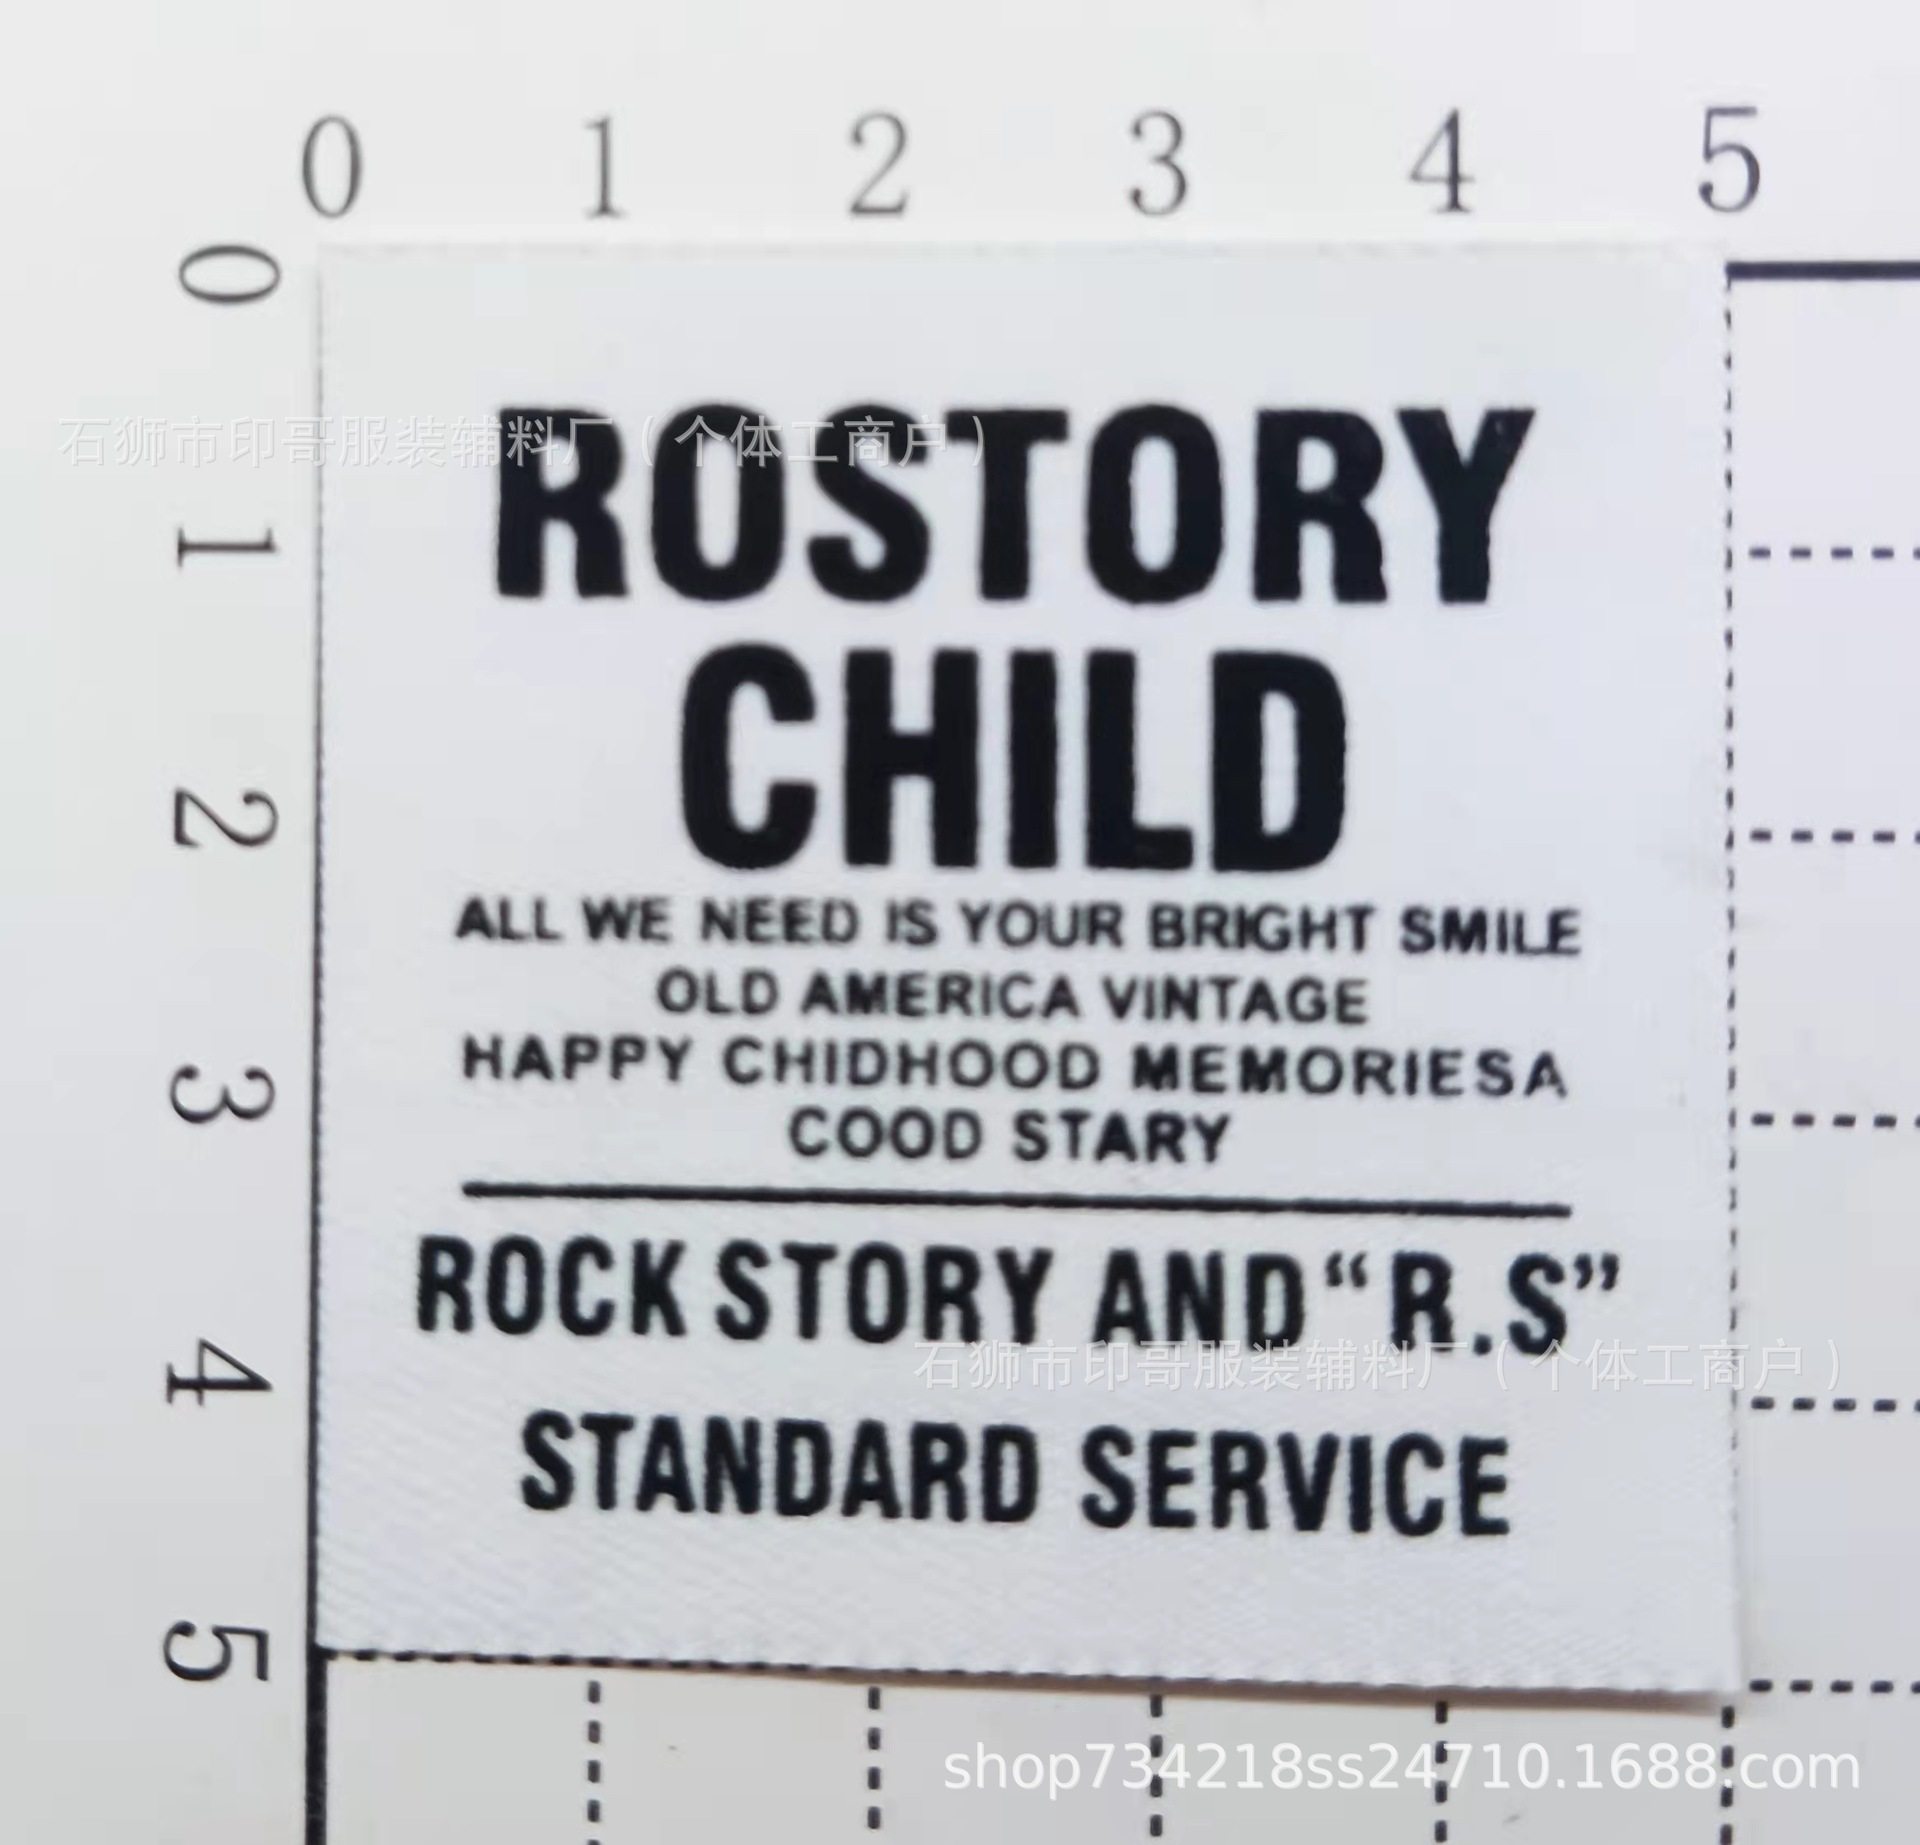 0 1 2 3 4 5
0
1
2
3
4
5
石狮市印哥服装辅料厂（个体工商户）
ROSTORY
CHILD
ALL WE NEED IS YOUR BRIGHT SMILE
OLD AMERICA VINTAGE
HAPPY CHIDHOOD MEMORIESA
COOD STARY
ROCK STORY AND “R.S”
石狮市印哥服装辅料厂（个体工商户）
STANDARD SERVICE
shop734218ss24710.1688.com